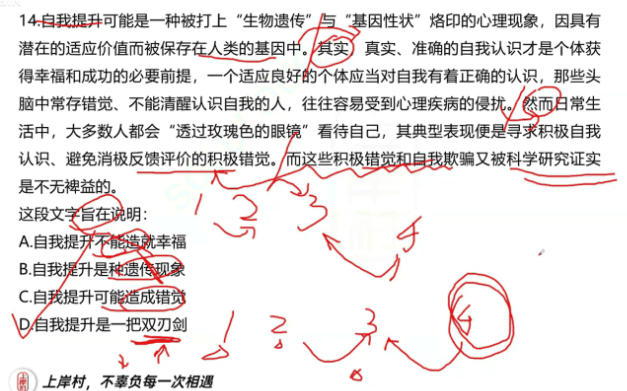 14.自我提升可能是一种被打上“生物遗传”与“基因性状”烙印的心理现象，因具有
潜在的适应价值而被保存在人类的基因中。其实 真实、准确的自我认识才是个体获
得幸福和成功的必要前提，一个适应良好的个体应当对自我有着正确的认识，那些头
脑中常存错觉、不能清醒认识自我的人，往往容易受到心理疾病的侵扰。然而日常生
活中，大多数人都会“透过玫瑰色的眼镜”看待自己，其典型表现便是寻求积极自我
认识、避免消极反馈评价的积极错觉。而这些积极错觉和自我欺骗又被科学研究证实
是不无裨益的。
这段文字旨在说明：
1 2 3 4
A.自我提升不能造就幸福
B.自我提升是种遗传现象
C.自我提升可能造成错觉
D.自我提升是一把双刃剑
1 2 3 4
上岸村，不辜负每一次相遇